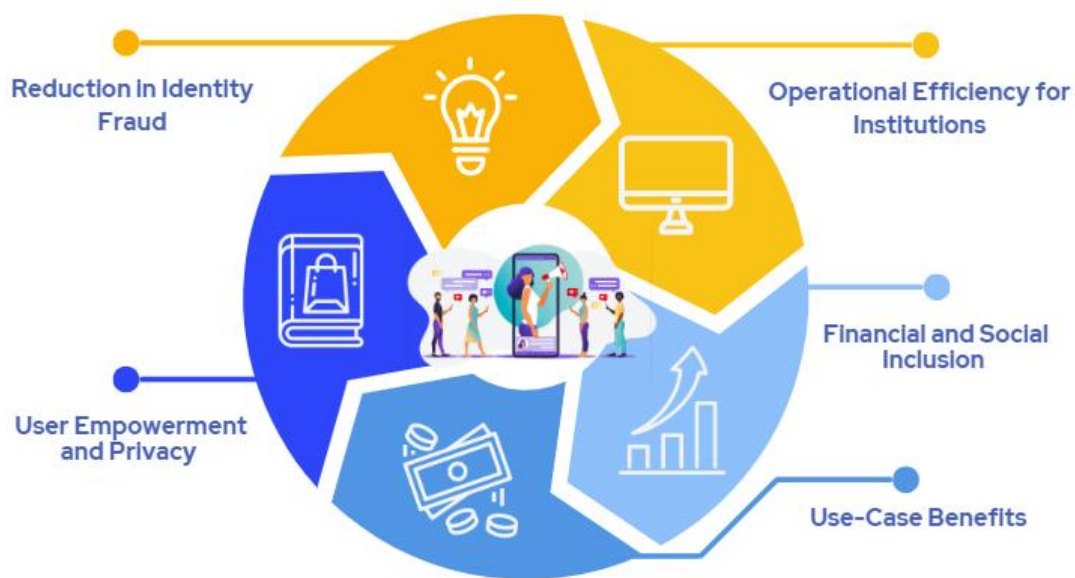 Reduction in Identity
Fraud
Operational Efficiency for
Institutions
Financial and Social
Inclusion
User Empowerment
and Privacy
Use-Case Benefits